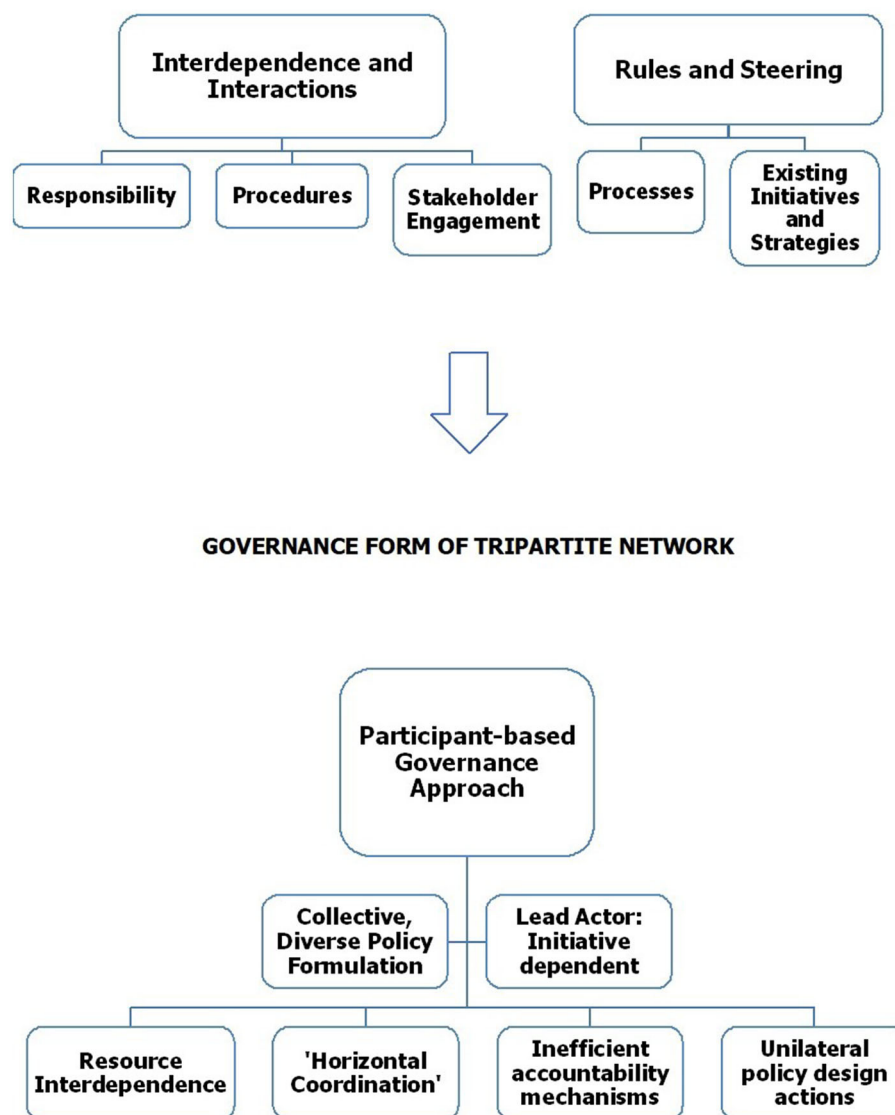 Interdependence and
Interactions
Rules and Steering
Responsibility
Procedures
Stakeholder
Engagement
Processes
Existing
Initiatives
and
Strategies
GOVERNANCE FORM OF TRIPARTITE NETWORK
Participant-based
Governance
Approach
Collective,
Diverse Policy
Formulation
Lead Actor:
Initiative
dependent
Resource
Interdependence
'Horizontal
Coordination'
Inefficient
accountability
mechanisms
Unilateral
policy design
actions